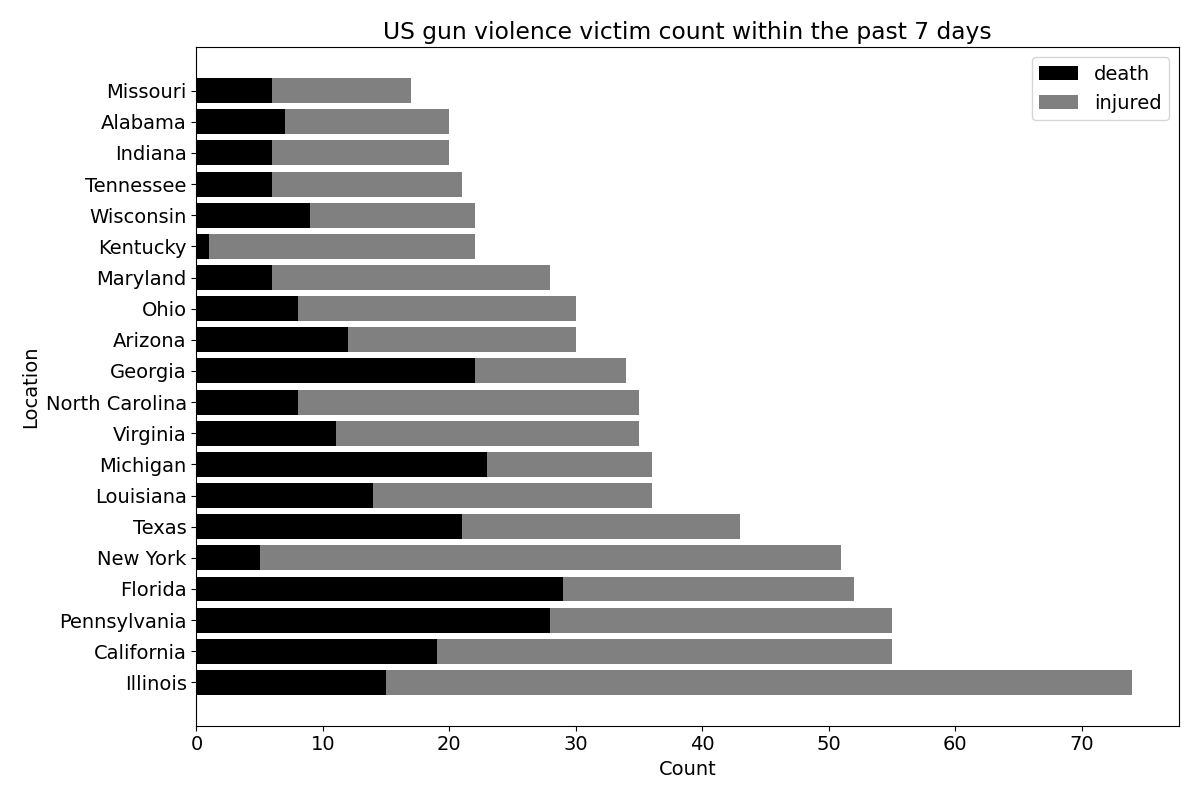 US gun violence victim count within the past 7 days
death
injured
Missouri
Alabama
Indiana
Tennessee
Wisconsin
Kentucky
Maryland
Ohio
Arizona
Georgia
North Carolina
Virginia
Michigan
Louisiana
Texas
New York
Florida
Pennsylvania
California
Illinois
Location
0 10 20 30 40 50 60 70
Count